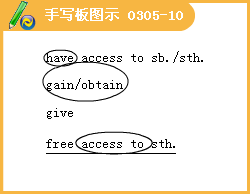 手写板图示 0305-10
have access to sb./sth.
gain/obtain
give
free access to sth.